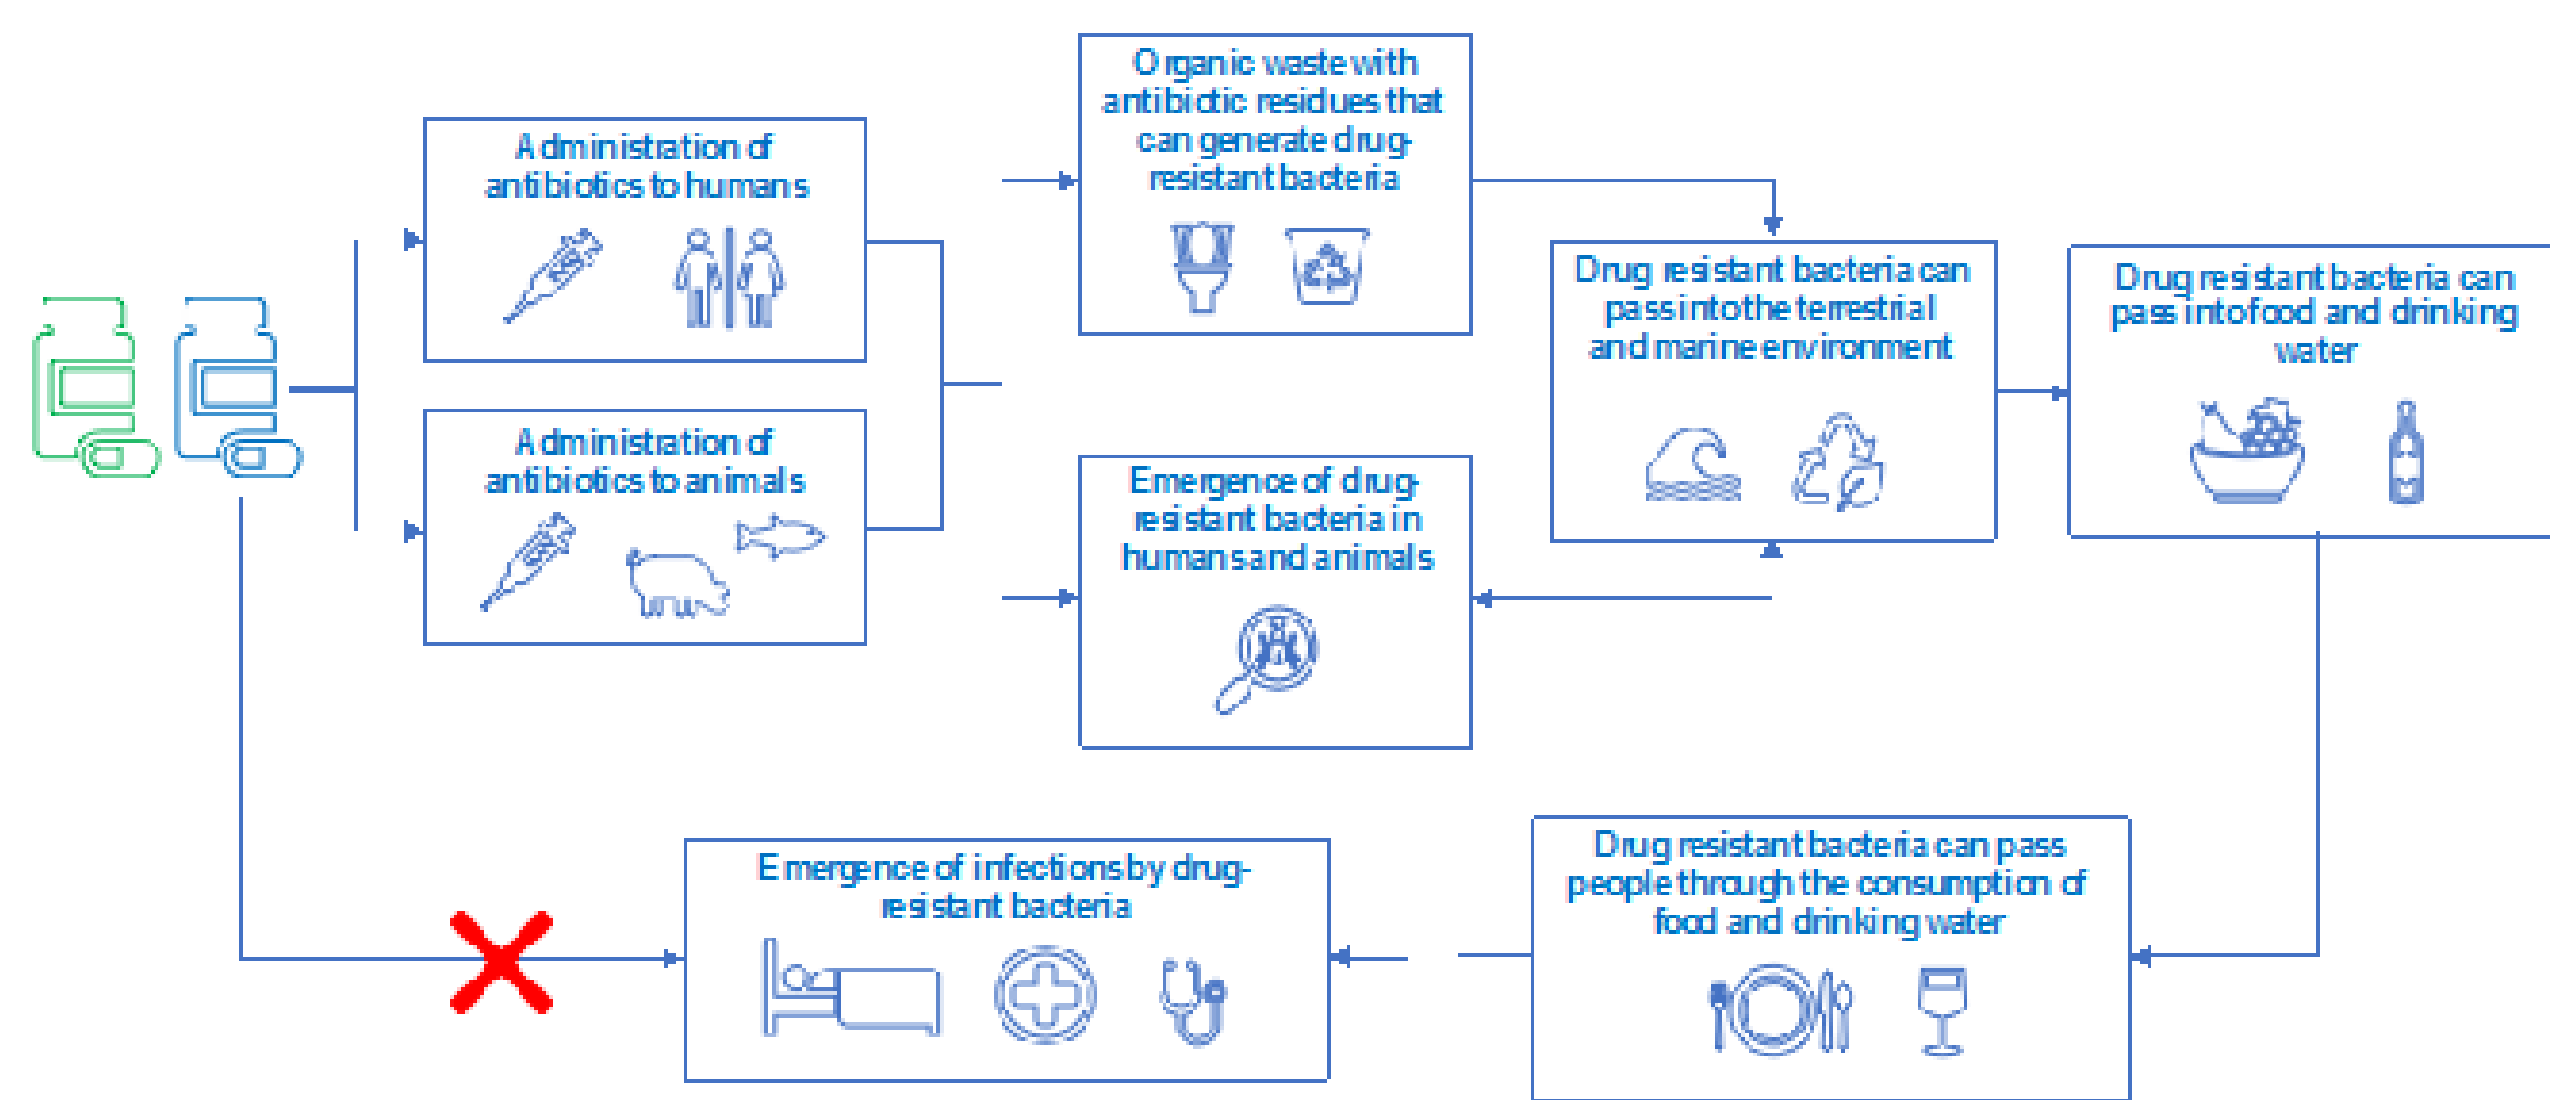 Organic waste with
antibiotic residues that
can generate drug-
resistant bacteria
Administration of
antibiotics to humans
Drug resistant bacteria can
pass into the terrestrial
and marine environment
Drug resistant bacteria can
pass into food and drinking
water
Administration of
antibiotics to animals
Emergence of drug-
resistant bacteria in
humans and animals
Emergence of infections by drug-
resistant bacteria
Drug resistant bacteria can pass
people through the consumption of
food and drinking water